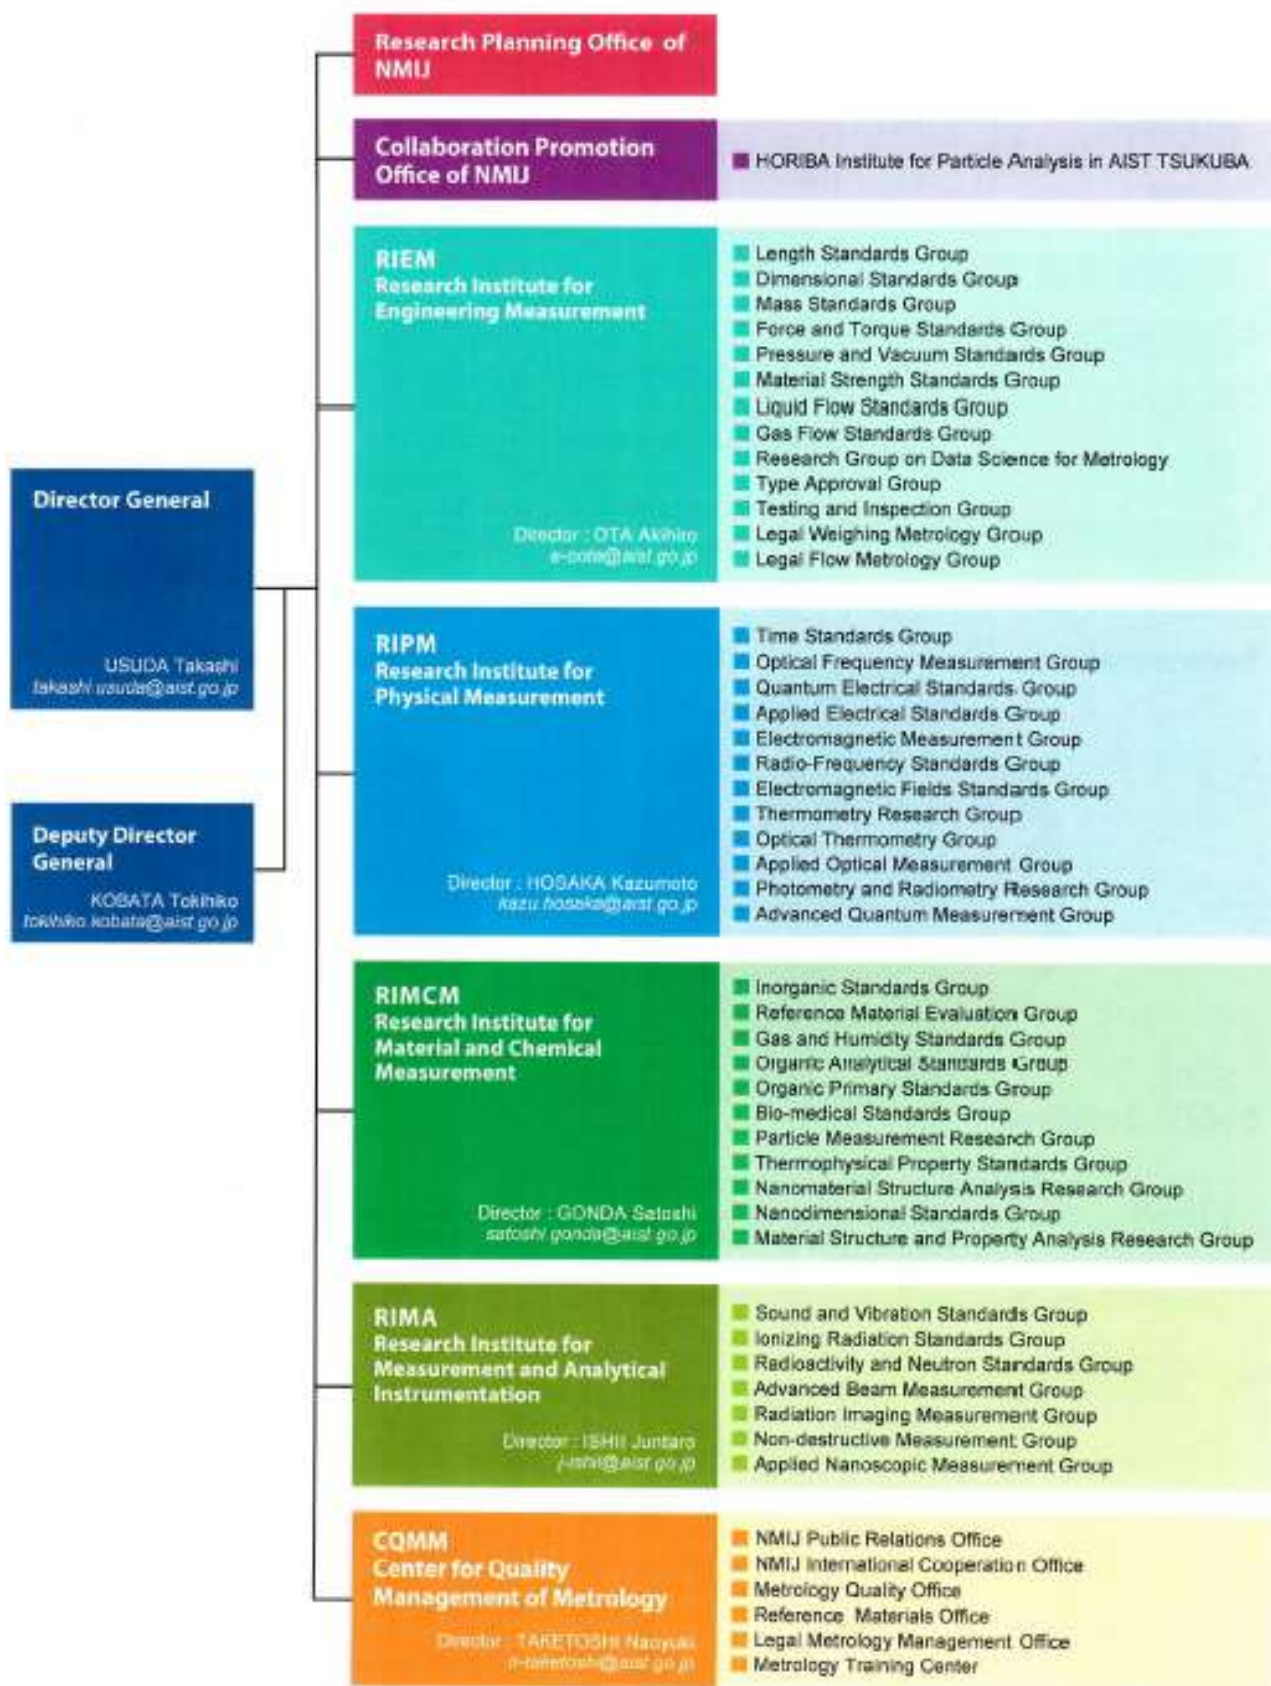 Research Planning Office of
NMIJ
Collaboration Promotion
Office of NMIJ
HORIBA Institute for Particle Analysis in AIST TSUKUBA
RIEM
Research Institute for
Engineering Measurement
Director : OTA Akihiro
a-oota@aist.go.jp
Length Standards Group
Dimensional Standards Group
Mass Standards Group
Force and Torque Standards Group
Pressure and Vacuum Standards Group
Material Strength Standards Group
Liquid Flow Standards Group
Gas Flow Standards Group
Research Group on Data Science for Metrology
Type Approval Group
Testing and Inspection Group
Legal Weighing Metrology Group
Legal Flow Metrology Group
Director General
USUDA Takashi
takashi.usuda@aist.go.jp
Deputy Director
General
KOBATA Tokihiko
tokihiko.kobata@aist.go.jp
RIPM
Research Institute for
Physical Measurement
Director : HOSAKA Kazumoto
kazu.hosaka@aist.go.jp
Time Standards Group
Optical Frequency Measurement Group
Quantum Electrical Standards Group
Applied Electrical Standards Group
Electromagnetic Measurement Group
Radio-Frequency Standards Group
Electromagnetic Fields Standards Group
Thermometry Research Group
Optical Thermometry Group
Applied Optical Measurement Group
Photometry and Radiometry Research Group
Advanced Quantum Measurement Group
RIMCM
Research Institute for
Material and Chemical
Measurement
Director : GONDA Satoshi
satoshi.gonda@aist.go.jp
Inorganic Standards Group
Reference Material Evaluation Group
Gas and Humidity Standards Group
Organic Analytical Standards Group
Organic Primary Standards Group
Bio-medical Standards Group
Particle Measurement Research Group
Thermophysical Property Standards Group
Nanomaterial Structure Analysis Research Group
Nanodimensional Standards Group
Material Structure and Property Analysis Research Group
RIMA
Research Institute for
Measurement and Analytical
Instrumentation
Director : ISHII Juntaro
j-ishii@aist.go.jp
Sound and Vibration Standards Group
Ionizing Radiation Standards Group
Radioactivity and Neutron Standards Group
Advanced Beam Measurement Group
Radiation Imaging Measurement Group
Non-destructive Measurement Group
Applied Nanoscopic Measurement Group
CQMM
Center for Quality
Management of Metrology
Director : TAKETOSHI Naoyuki
n-taketoshi@aist.go.jp
NMIJ Public Relations Office
NMIJ International Cooperation Office
Metrology Quality Office
Reference Materials Office
Legal Metrology Management Office
Metrology Training Center